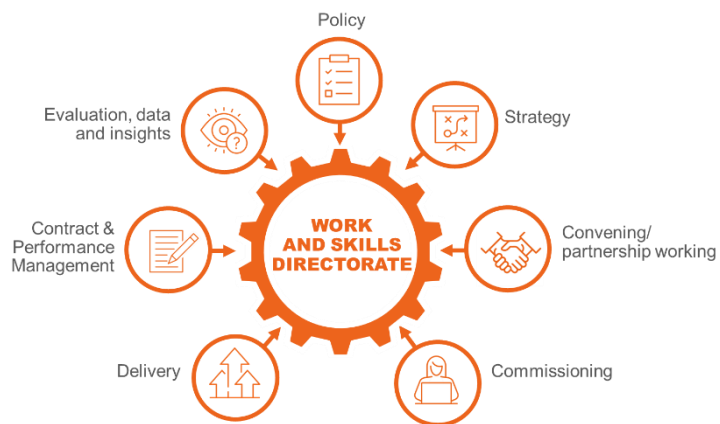 Policy
Strategy
Convening/
partnership working
Commissioning
Delivery
Contract &
Performance
Management
Evaluation, data
and insights
?
WORK
AND SKILLS
DIRECTORATE